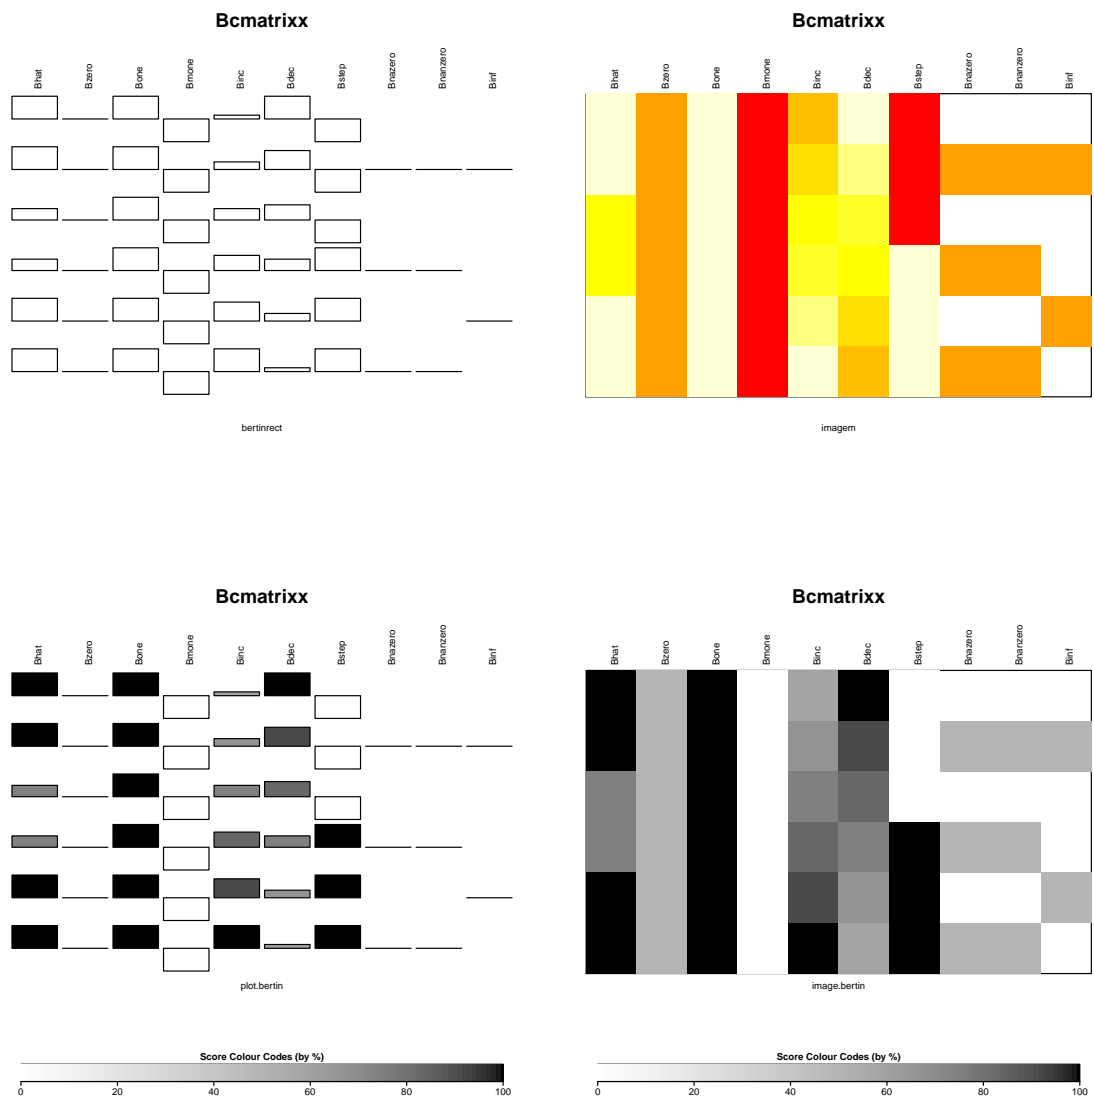 Bcmatrixx
Bhat Bzero Bone Bmone Binc Bdec Bstep Bnazero Bnanzero Binf
bertinrect
Bcmatrixx
Bhat Bzero Bone Bmone Binc Bdec Bstep Bnazero Bnanzero Binf
imagem
Bcmatrixx
Bhat Bzero Bone Bmone Binc Bdec Bstep Bnazero Bnanzero Binf
plot.bertin
Score Colour Codes (by %)
0 20 40 60 80 100
Bcmatrixx
Bhat Bzero Bone Bmone Binc Bdec Bstep Bnazero Bnanzero Binf
image.bertin
Score Colour Codes (by %)
0 20 40 60 80 100